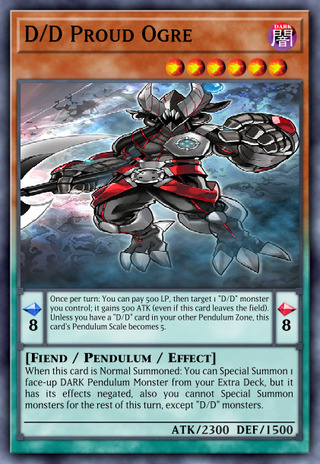 D/D Proud Ogre
DARK
闇
Once per turn: You can pay 500 LP, then target 1 "D/D" monster
you control; it gains 500 ATK (even if this card leaves the field).
Unless you have a "D/D" card in your other Pendulum Zone, this
card's Pendulum Scale becomes 5.
8
8
[Fiend / Pendulum / Effect]
When this card is Normal Summoned: You can Special Summon 1
face-up DARK Pendulum Monster from your Extra Deck, but it
has its effects negated, also you cannot Special Summon
monsters for the rest of this turn, except "D/D" monsters.
ATK/2300 DEF/1500